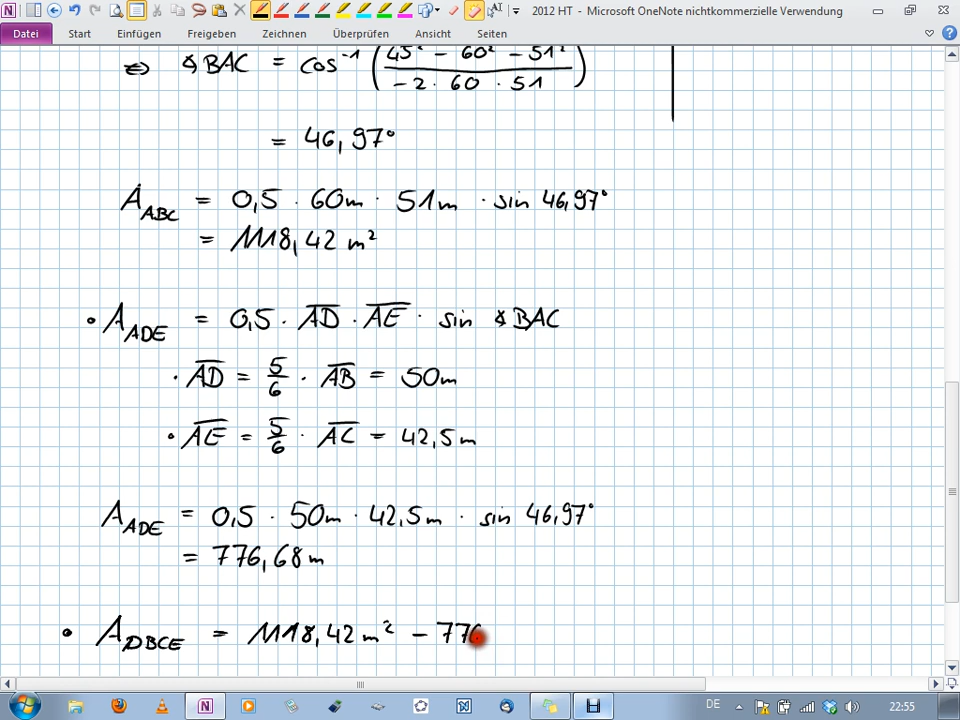 2012 HT - Microsoft OneNote nichtkommerzielle Verwendung
Datei Start Einfügen Freigeben Zeichnen Überprüfen Ansicht Seiten
⇔ ∢BAC = cos⁻¹ (45² - 60² - 51² / -2 · 60 · 51)
= 46,97°
A_ABC = 0,5 · 60m · 51m · sin 46,97°
= 1118,42 m²
• A_ADE = 0,5 · AD · AE · sin ∢BAC
· AD = 5/6 · AB = 50m
• AE = 5/6 · AC = 42,5m
A_ADE = 0,5 · 50m · 42,5m · sin 46,97°
= 776,68m
• A_DBCE = 1118,42m² - 776
DE 22:55